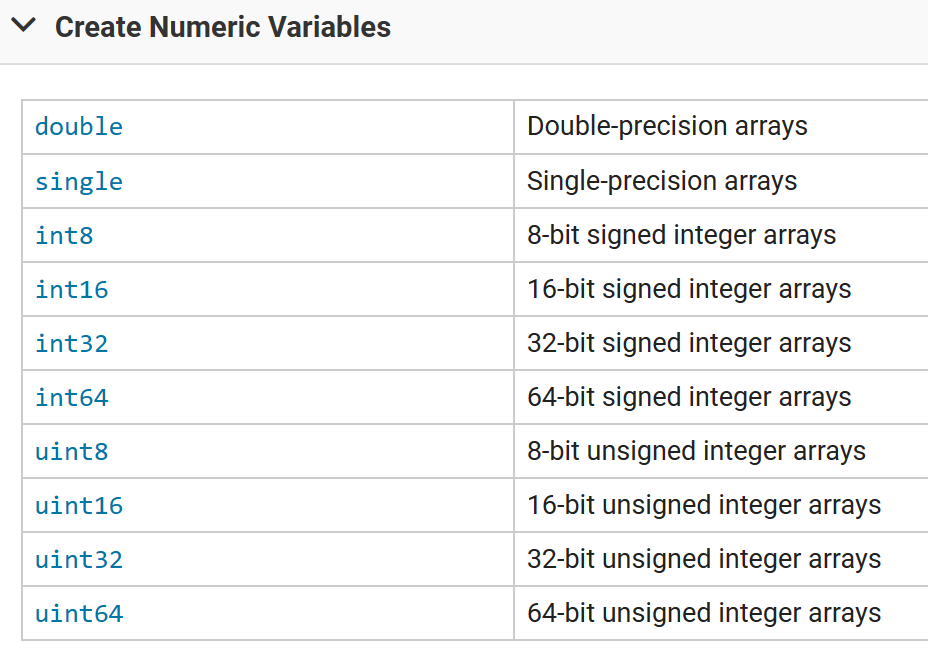 Create Numeric Variables
double Double-precision arrays
single Single-precision arrays
int8 8-bit signed integer arrays
int16 16-bit signed integer arrays
int32 32-bit signed integer arrays
int64 64-bit signed integer arrays
uint8 8-bit unsigned integer arrays
uint16 16-bit unsigned integer arrays
uint32 32-bit unsigned integer arrays
uint64 64-bit unsigned integer arrays